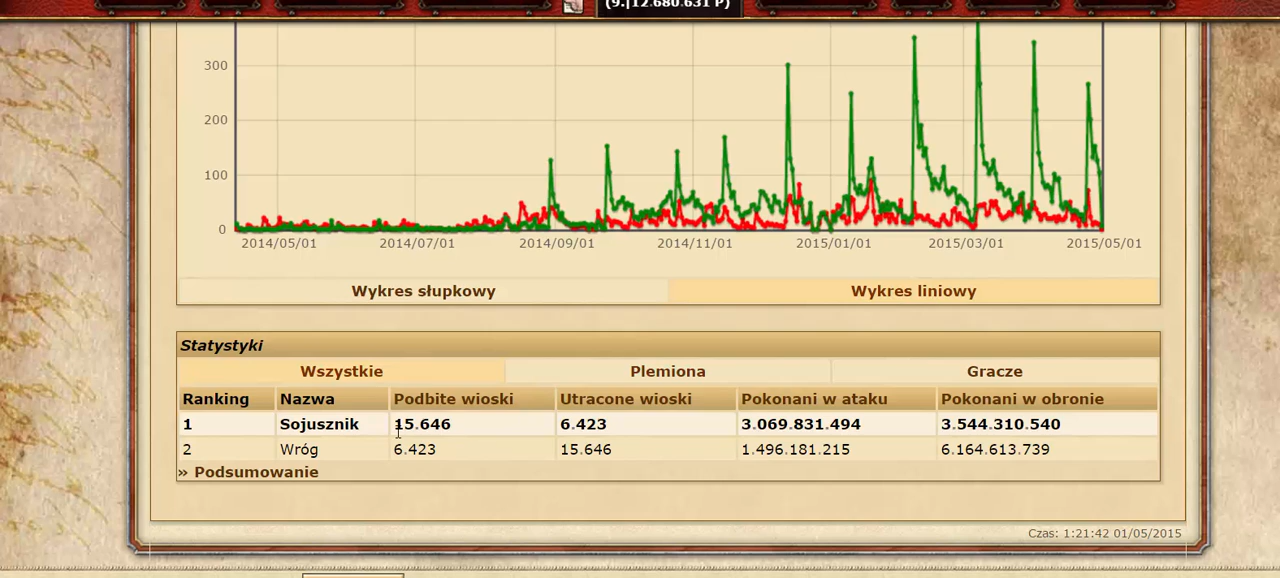 (9.|12.680.631 P)
300
200
100
0
2014/05/01 2014/07/01 2014/09/01 2014/11/01 2015/01/01 2015/03/01 2015/05/01
Wykres słupkowy Wykres liniowy
Statystyki
Wszystkie Plemiona Gracze
Ranking Nazwa Podbite wioski Utracone wioski Pokonani w ataku Pokonani w obronie
1 Sojusznik 15.646 6.423 3.069.831.494 3.544.310.540
2 Wróg 6.423 15.646 1.496.181.215 6.164.613.739
» Podsumowanie
Czas: 1:21:42 01/05/2015